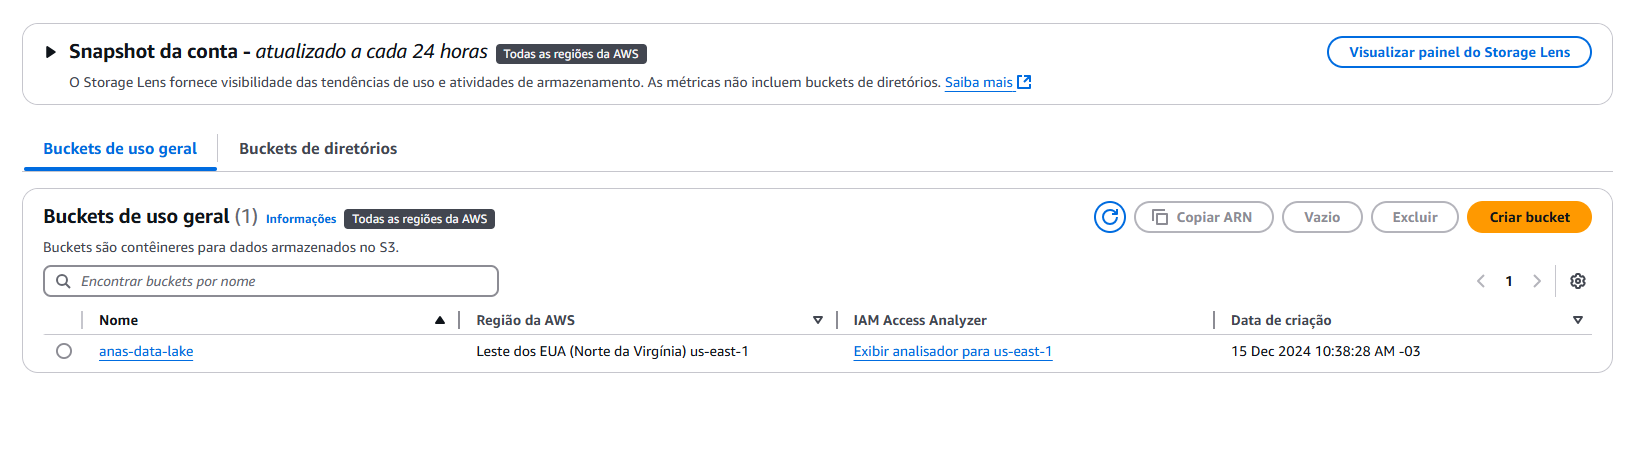 Snapshot da conta - atualizado a cada 24 horas Todas as regiões da AWS
Visualizar painel do Storage Lens
O Storage Lens fornece visibilidade das tendências de uso e atividades de armazenamento. As métricas não incluem buckets de diretórios. Saiba mais
Buckets de uso geral Buckets de diretórios
Buckets de uso geral (1) Informações Todas as regiões da AWS
Copiar ARN Vazio Excluir Criar bucket
Buckets são contêineres para dados armazenados no S3.
Encontrar buckets por nome
1
Nome Região da AWS IAM Access Analyzer Data de criação
anas-data-lake Leste dos EUA (Norte da Virgínia) us-east-1 Exibir analisador para us-east-1 15 Dec 2024 10:38:28 AM -03